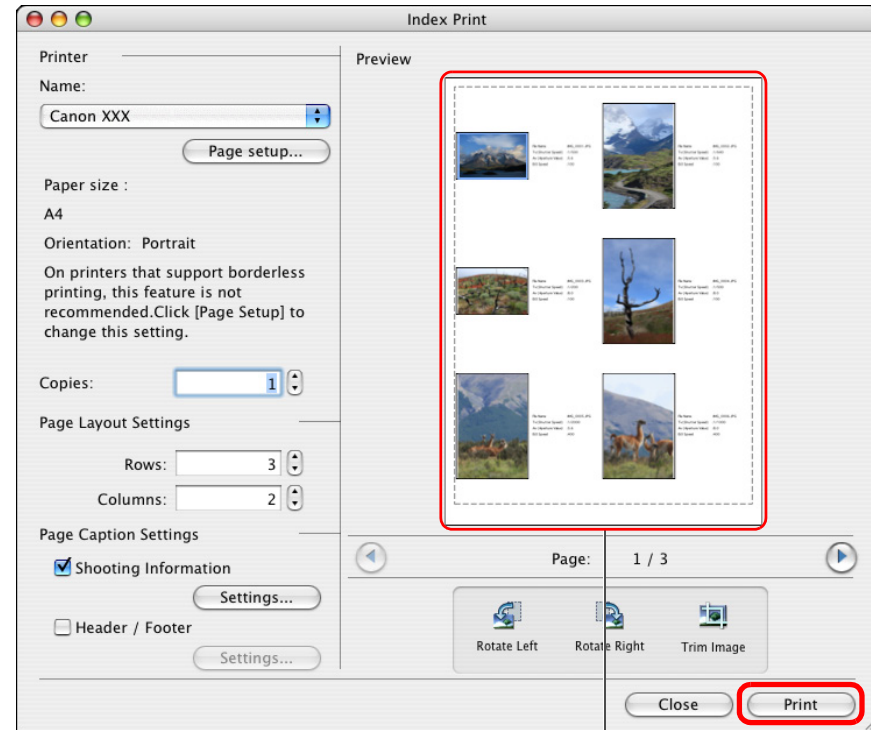 Index Print
Printer
Name:
Canon XXX
Page setup...
Paper size :
A4
Orientation: Portrait
On printers that support borderless
printing, this feature is not
recommended.Click [Page Setup] to
change this setting.
Copies:
1
Page Layout Settings
Rows:
3
Columns:
2
Page Caption Settings
Shooting Information
Settings...
Header / Footer
Settings...
Preview
Page: 1 / 3
Rotate Left
Rotate Right
Trim Image
Close
Print